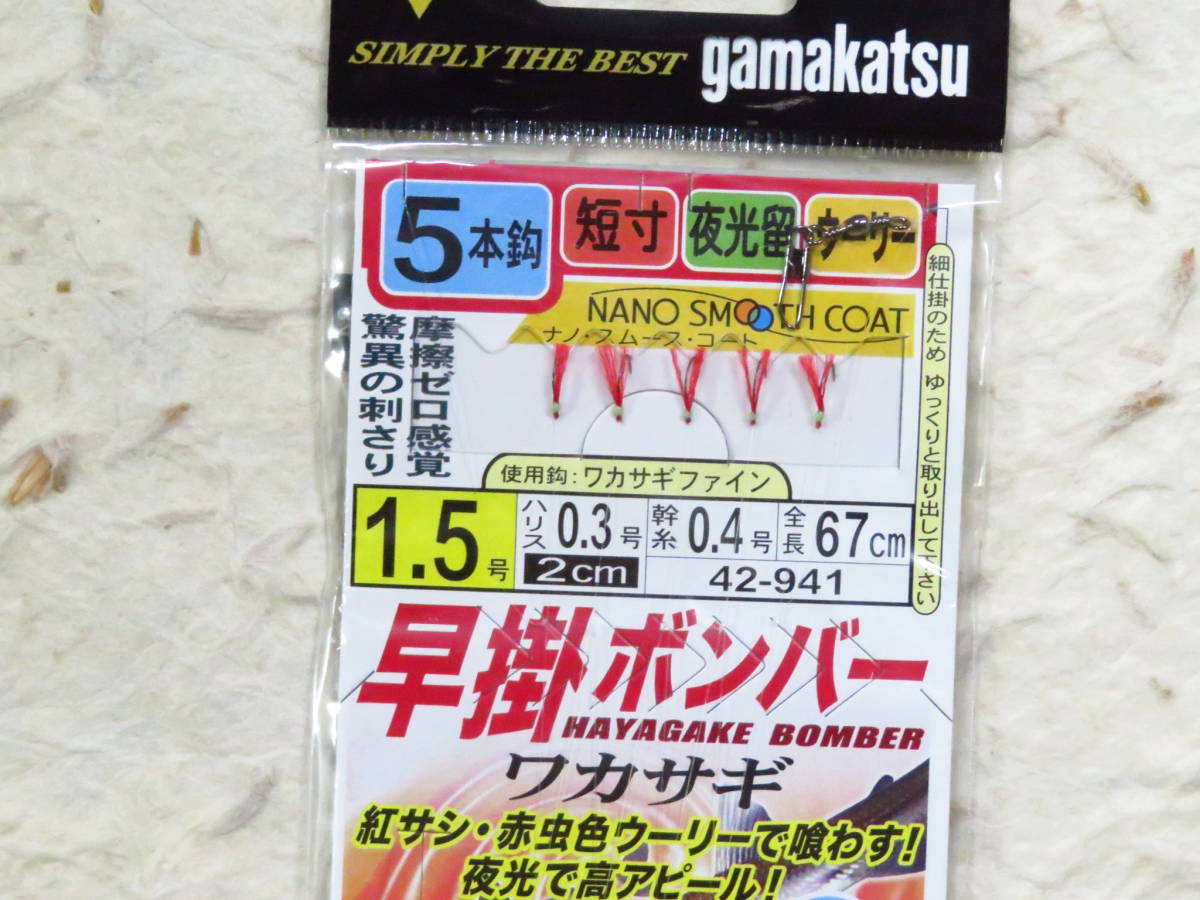 SIMPLY THE BEST gamakatsu
5本鈎 短寸 夜光留 ウーリー
NANO SMOOTH COAT
ナノ・スムース・コート
摩擦ゼロ感覚
驚異の刺さり
細仕掛のため ゆっくりと取り出して下さい
使用鈎:ワカサギファイン
1.5号 ハリス0.3号 幹糸0.4号 全長67cm
2cm 42-941
早掛ボンバー
HAYAGAKE BOMBER
ワカサギ
紅サシ・赤虫色ウーリーで喰わす!
夜光で高アピール!